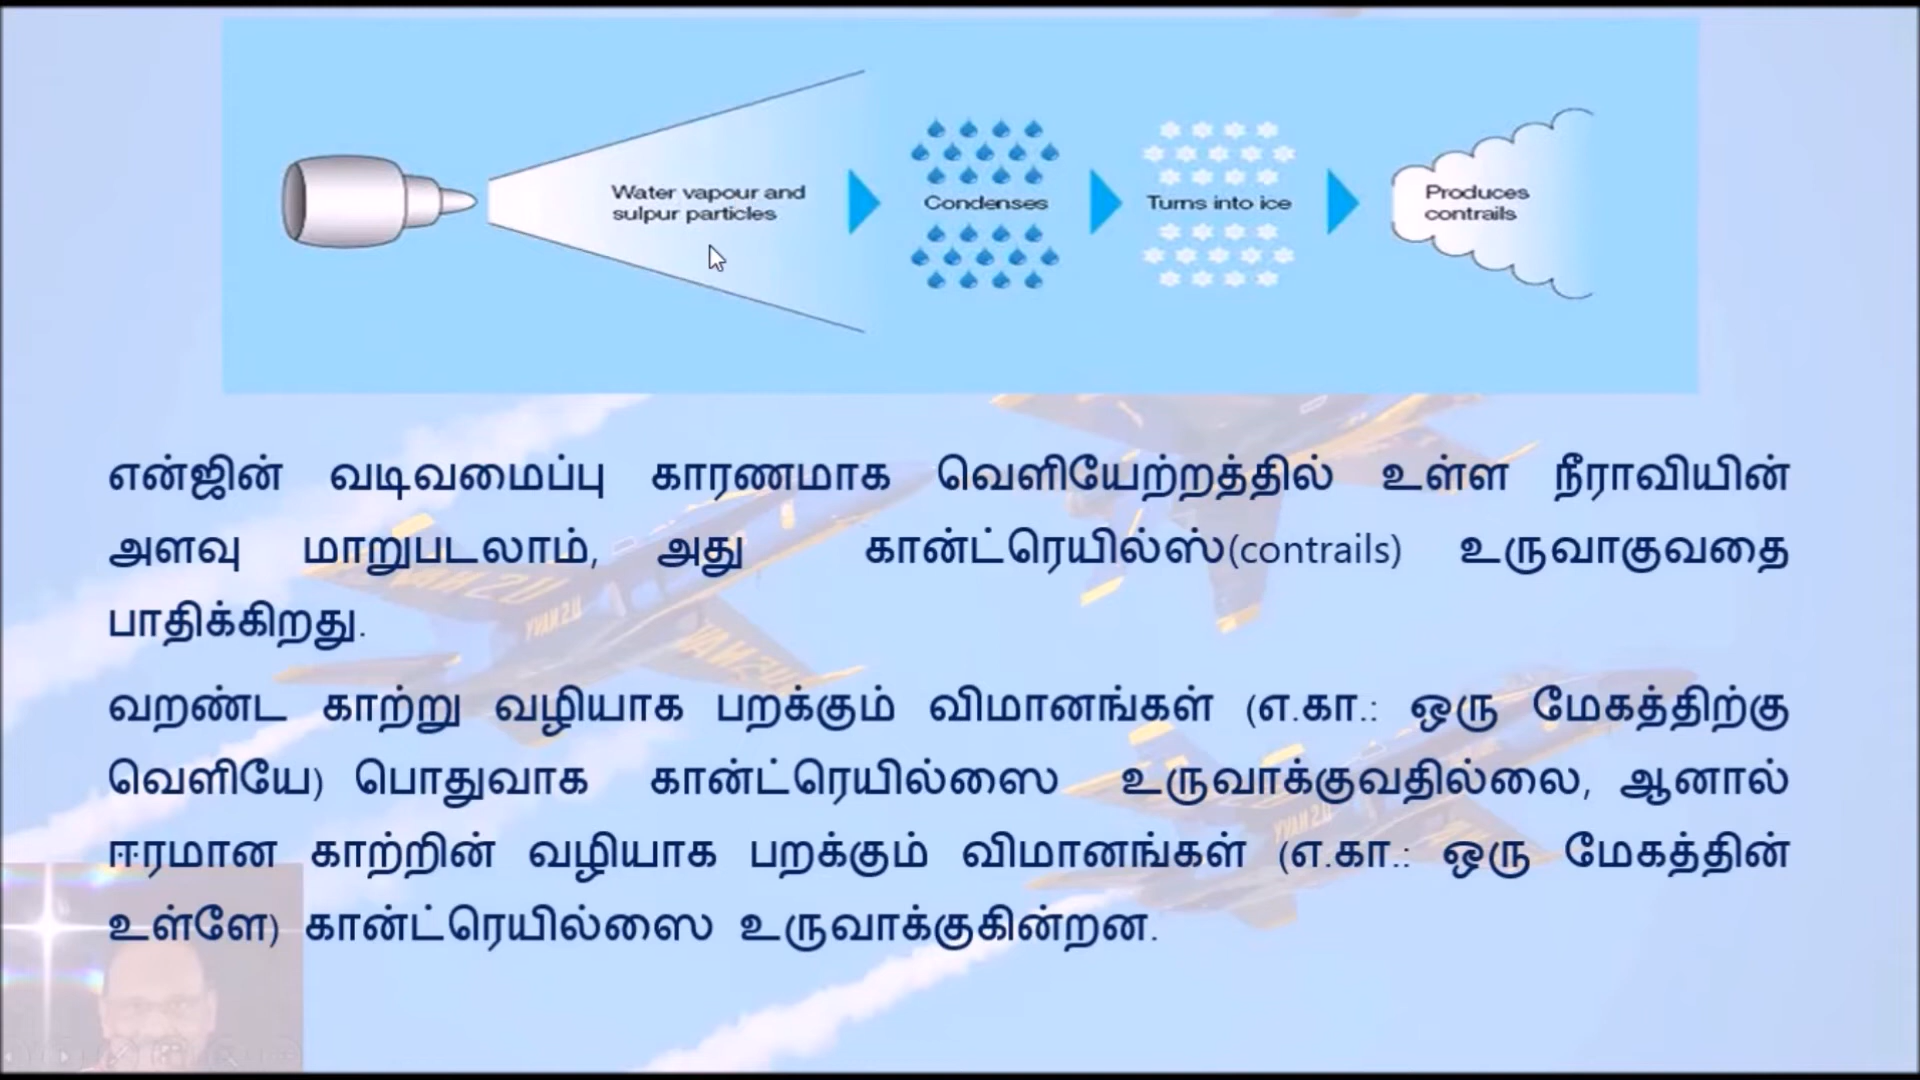 Water vapour and
sulpur particles
Condenses
Turns into ice
Produces
contrails
என்ஜின் வடிவமைப்பு காரணமாக வெளியேற்றத்தில் உள்ள நீராவியின்
அளவு மாறுபடலாம், அது கான்ட்ரெயில்ஸ்(contrails) உருவாகுவதை
பாதிக்கிறது.
வறண்ட காற்று வழியாக பறக்கும் விமானங்கள் (எ.கா.: ஒரு மேகத்திற்கு
வெளியே) பொதுவாக கான்ட்ரெயில்ஸை உருவாக்குவதில்லை, ஆனால்
ஈரமான காற்றின் வழியாக பறக்கும் விமானங்கள் (எ.கா.: ஒரு மேகத்தின்
உள்ளே) கான்ட்ரெயில்ஸை உருவாக்குகின்றன.